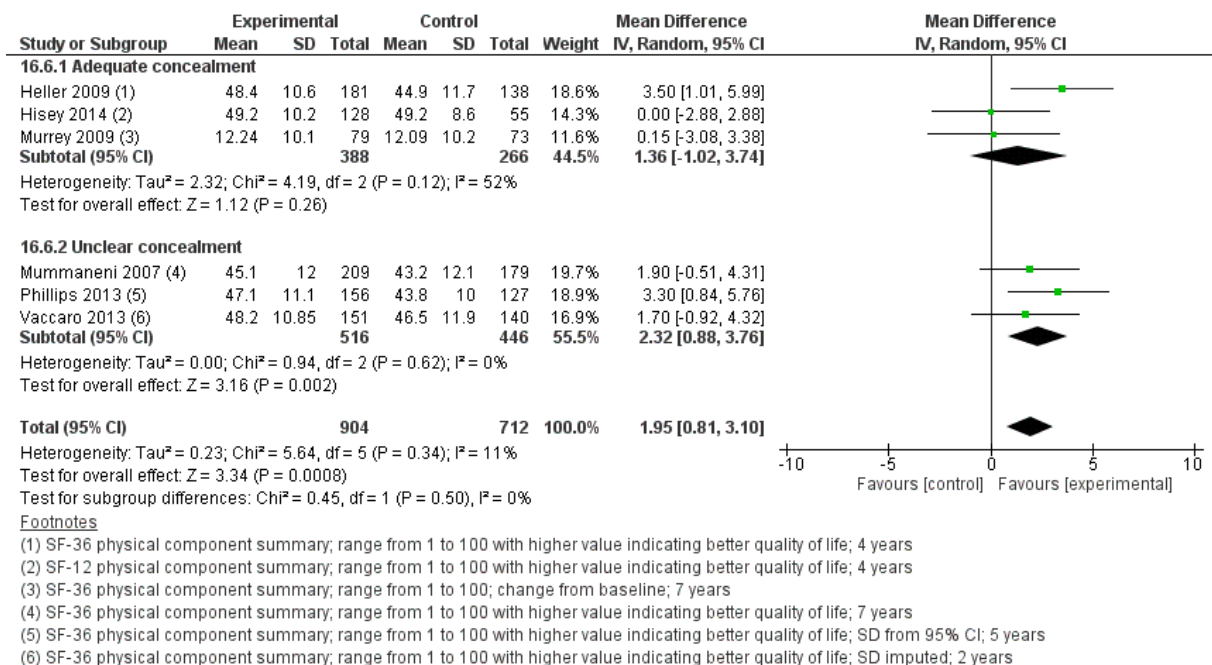 Experimental Control Mean Difference Mean Difference
Study or Subgroup Mean SD Total Mean SD Total Weight IV, Random, 95% CI IV, Random, 95% CI
16.6.1 Adequate concealment
Heller 2009 (1) 48.4 10.6 181 44.9 11.7 138 18.6% 3.50 [1.01, 5.99]
Hisey 2014 (2) 49.2 10.2 128 49.2 8.6 55 14.3% 0.00 [-2.88, 2.88]
Murrey 2009 (3) 12.24 10.1 79 12.09 10.2 73 11.6% 0.15 [-3.08, 3.38]
Subtotal (95% CI) 388 266 44.5% 1.36 [-1.02, 3.74]
Heterogeneity: Tau² = 2.32; Chi² = 4.19, df = 2 (P = 0.12); I² = 52%
Test for overall effect: Z = 1.12 (P = 0.26)
16.6.2 Unclear concealment
Mummaneni 2007 (4) 45.1 12 209 43.2 12.1 179 19.7% 1.90 [-0.51, 4.31]
Phillips 2013 (5) 47.1 11.1 156 43.8 10 127 18.9% 3.30 [0.84, 5.76]
Vaccaro 2013 (6) 48.2 10.85 151 46.5 11.9 140 16.9% 1.70 [-0.92, 4.32]
Subtotal (95% CI) 516 446 55.5% 2.32 [0.88, 3.76]
Heterogeneity: Tau² = 0.00; Chi² = 0.94, df = 2 (P = 0.62); I² = 0%
Test for overall effect: Z = 3.16 (P = 0.002)
Total (95% CI) 904 712 100.0% 1.95 [0.81, 3.10]
Heterogeneity: Tau² = 0.23; Chi² = 5.64, df = 5 (P = 0.34); I² = 11%
Test for overall effect: Z = 3.34 (P = 0.0008)
Test for subgroup differences: Chi² = 0.45, df = 1 (P = 0.50), I² = 0%
-10 -5 0 5 10
Favours [control] Favours [experimental]
Footnotes
(1) SF-36 physical component summary; range from 1 to 100 with higher value indicating better quality of life; 4 years
(2) SF-12 physical component summary; range from 1 to 100 with higher value indicating better quality of life; 4 years
(3) SF-36 physical component summary; range from 1 to 100; change from baseline; 7 years
(4) SF-36 physical component summary; range from 1 to 100 with higher value indicating better quality of life; 7 years
(5) SF-36 physical component summary; range from 1 to 100 with higher value indicating better quality of life; SD from 95% CI; 5 years
(6) SF-36 physical component summary; range from 1 to 100 with higher value indicating better quality of life; SD imputed; 2 years